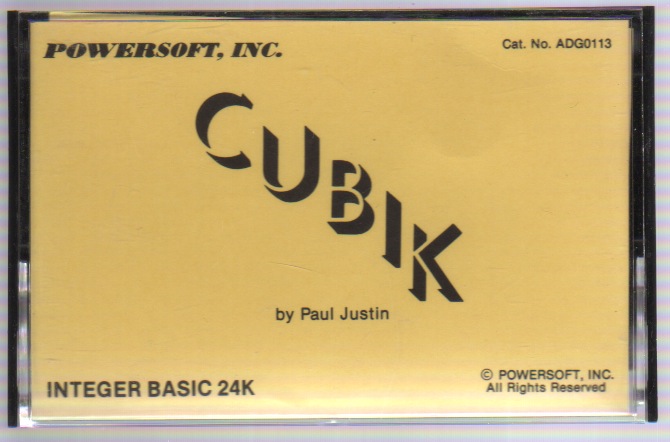 POWERSOFT, INC.
Cat. No. ADG0113
CUBIK
by Paul Justin
INTEGER BASIC 24K
© POWERSOFT, INC.
All Rights Reserved